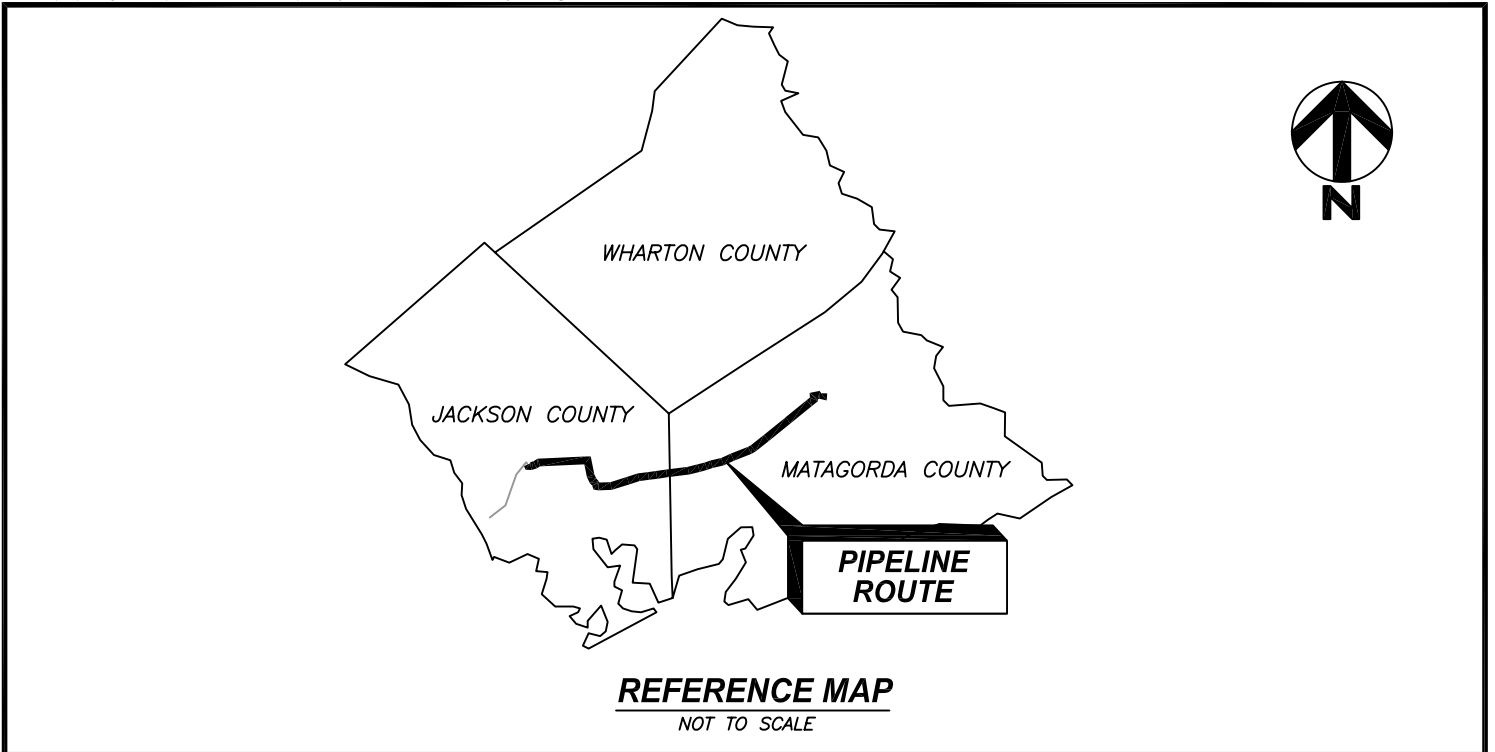 N
WHARTON COUNTY
JACKSON COUNTY
MATAGORDA COUNTY
PIPELINE
ROUTE
REFERENCE MAP
NOT TO SCALE